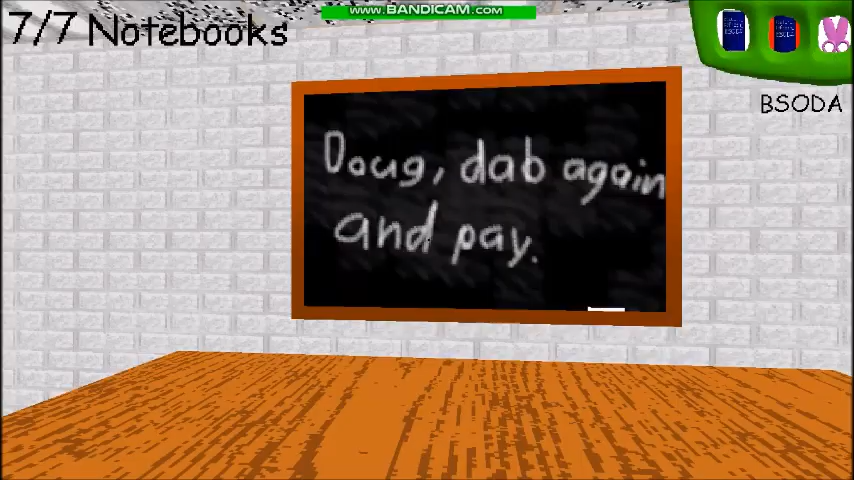 www.BANDICAM.com
7/7 Notebooks
BSODA
Doug, dab again
and pay.